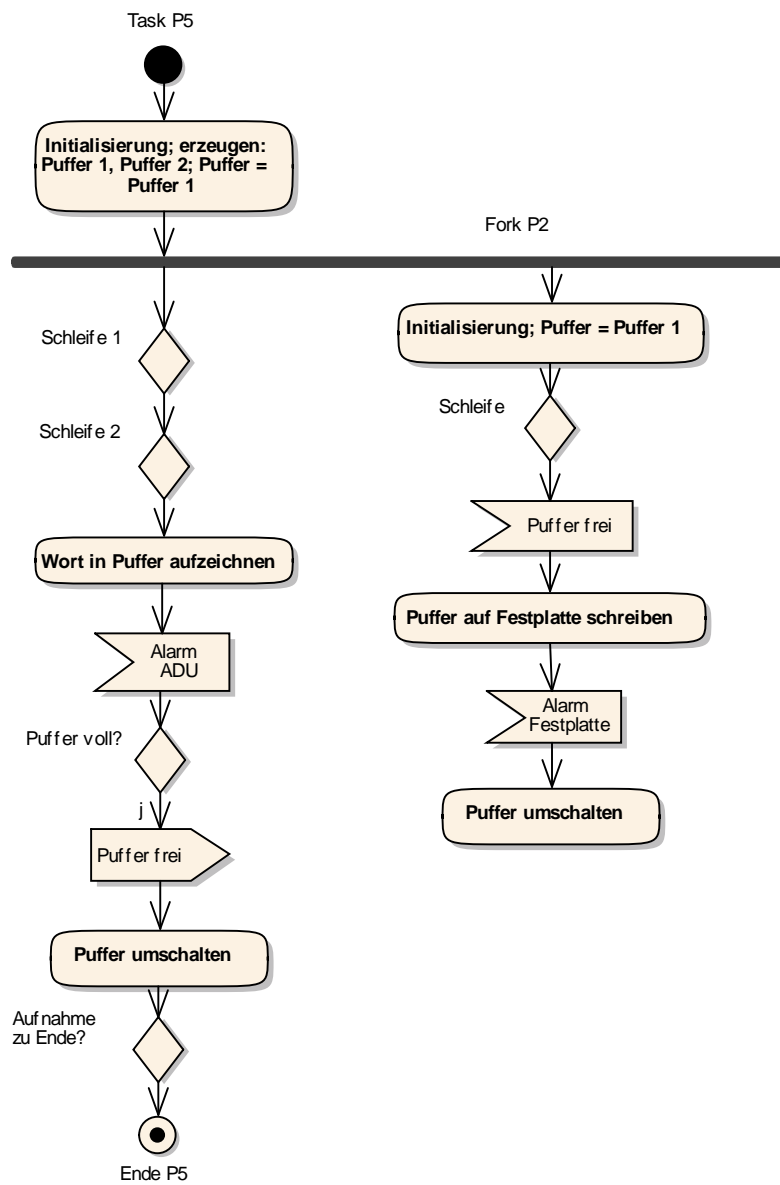 Task P5
Initialisierung; erzeugen:
Puffer 1, Puffer 2; Puffer =
Puffer 1
Fork P2
Schleife 1
Schleife 2
Wort in Puffer aufzeichnen
Alarm
ADU
Puffer voll?
j
Puffer frei
Puffer umschalten
Aufnahme
zu Ende?
Ende P5
Initialisierung; Puffer = Puffer 1
Schleife
Puffer frei
Puffer auf Festplatte schreiben
Alarm
Festplatte
Puffer umschalten